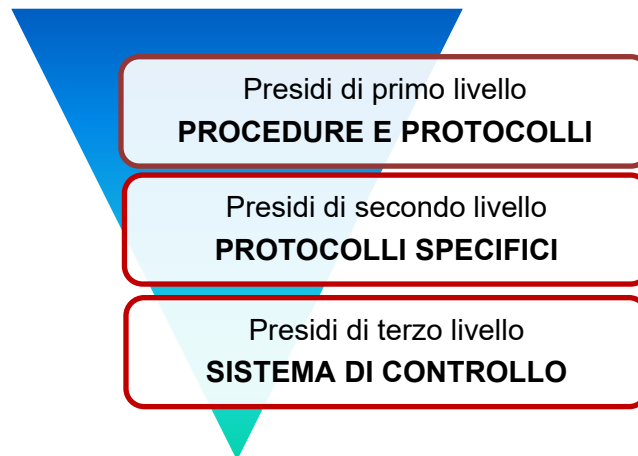 Presidi di primo livello
PROCEDURE E PROTOCOLLI
Presidi di secondo livello
PROTOCOLLI SPECIFICI
Presidi di terzo livello
SISTEMA DI CONTROLLO